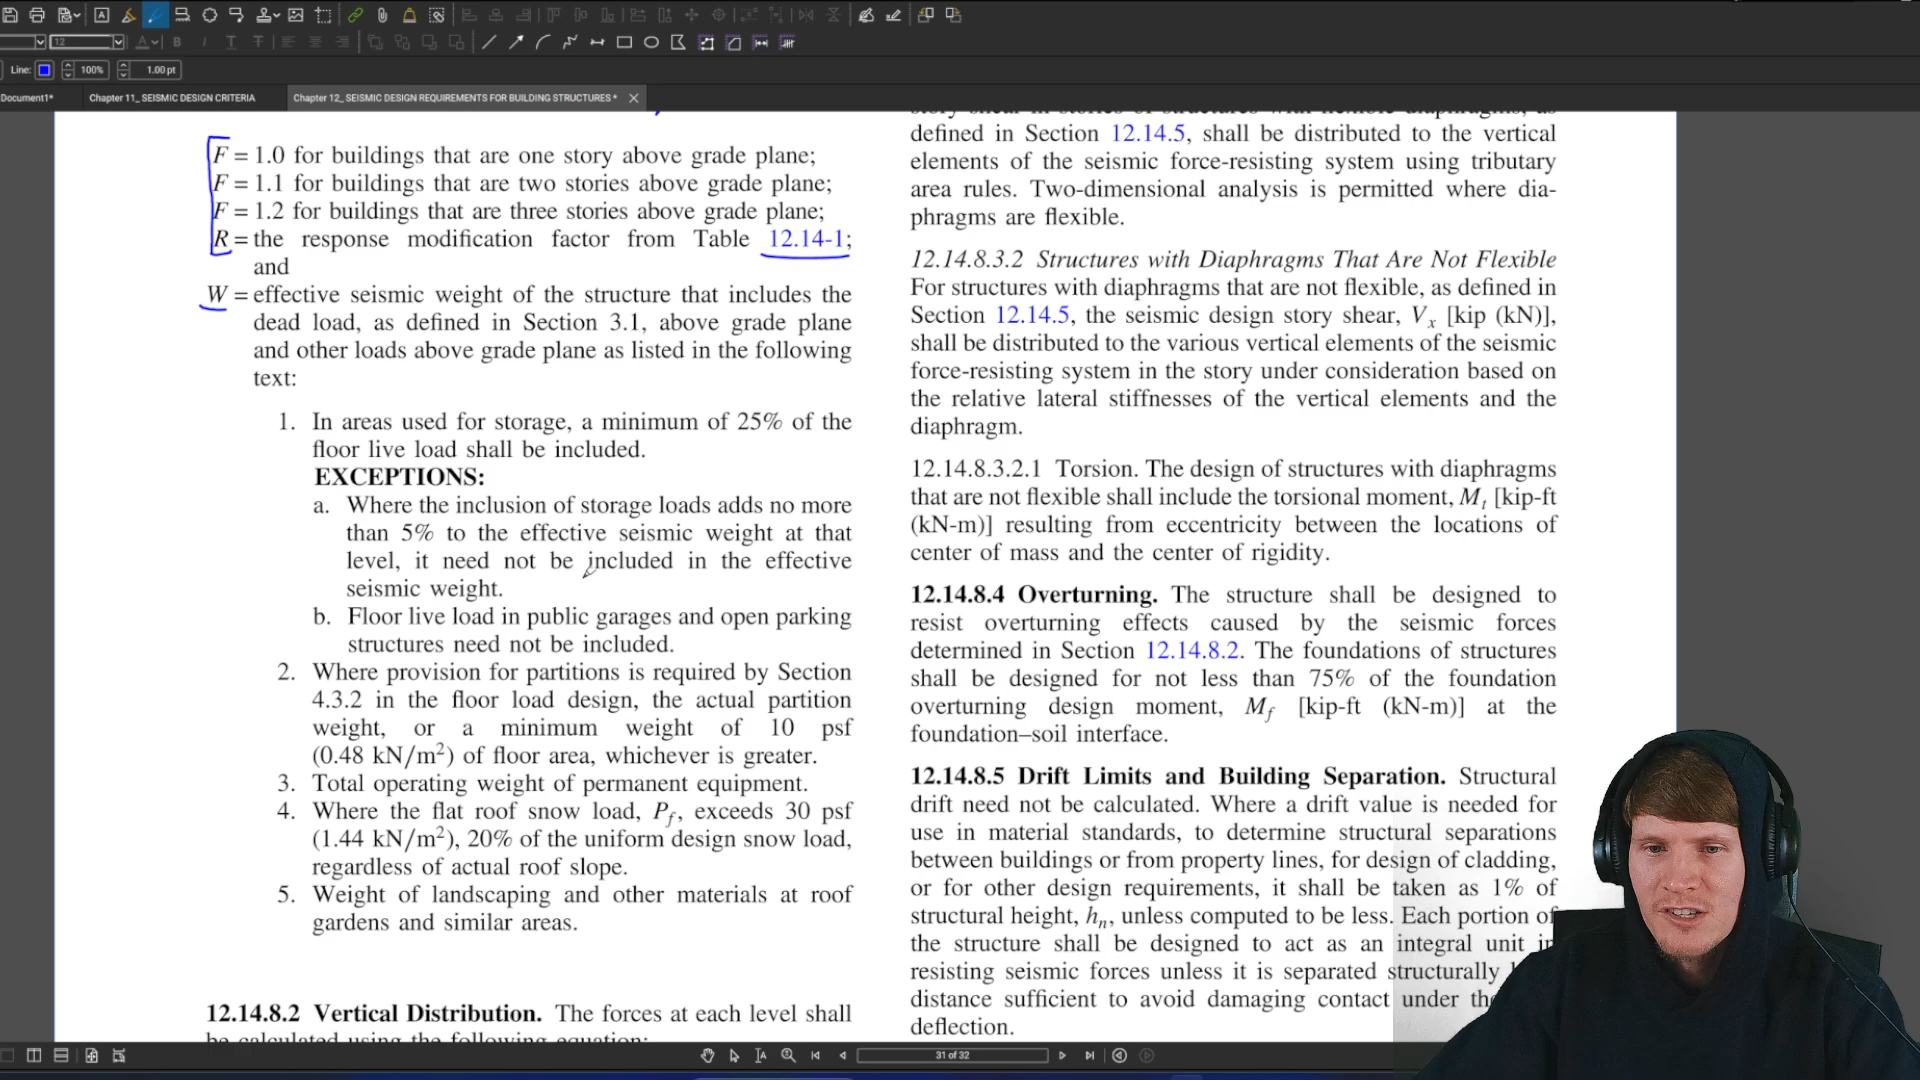 12
Line:
100%
1.00 pt
Document1*
Chapter 11_ SEISMIC DESIGN CRITERIA
Chapter 12_ SEISMIC DESIGN REQUIREMENTS FOR BUILDING STRUCTURES *
F = 1.0 for buildings that are one story above grade plane;
F = 1.1 for buildings that are two stories above grade plane;
F = 1.2 for buildings that are three stories above grade plane;
R = the response modification factor from Table 12.14-1;
and
W = effective seismic weight of the structure that includes the
dead load, as defined in Section 3.1, above grade plane
and other loads above grade plane as listed in the following
text:
1. In areas used for storage, a minimum of 25% of the
floor live load shall be included.
EXCEPTIONS:
a. Where the inclusion of storage loads adds no more
than 5% to the effective seismic weight at that
level, it need not be included in the effective
seismic weight.
b. Floor live load in public garages and open parking
structures need not be included.
2. Where provision for partitions is required by Section
4.3.2 in the floor load design, the actual partition
weight, or a minimum weight of 10 psf
(0.48 kN/m²) of floor area, whichever is greater.
3. Total operating weight of permanent equipment.
4. Where the flat roof snow load, Pf, exceeds 30 psf
(1.44 kN/m²), 20% of the uniform design snow load,
regardless of actual roof slope.
5. Weight of landscaping and other materials at roof
gardens and similar areas.
12.14.8.2 Vertical Distribution. The forces at each level shall
be calculated using the following equation:
story shear in stories of structures with flexible diaphragms, as
defined in Section 12.14.5, shall be distributed to the vertical
elements of the seismic force-resisting system using tributary
area rules. Two-dimensional analysis is permitted where dia-
phragms are flexible.
12.14.8.3.2 Structures with Diaphragms That Are Not Flexible
For structures with diaphragms that are not flexible, as defined in
Section 12.14.5, the seismic design story shear, Vx [kip (kN)],
shall be distributed to the various vertical elements of the seismic
force-resisting system in the story under consideration based on
the relative lateral stiffnesses of the vertical elements and the
diaphragm.
12.14.8.3.2.1 Torsion. The design of structures with diaphragms
that are not flexible shall include the torsional moment, Mt [kip-ft
(kN-m)] resulting from eccentricity between the locations of
center of mass and the center of rigidity.
12.14.8.4 Overturning. The structure shall be designed to
resist overturning effects caused by the seismic forces
determined in Section 12.14.8.2. The foundations of structures
shall be designed for not less than 75% of the foundation
overturning design moment, Mf [kip-ft (kN-m)] at the
foundation–soil interface.
12.14.8.5 Drift Limits and Building Separation. Structural
drift need not be calculated. Where a drift value is needed for
use in material standards, to determine structural separations
between buildings or from property lines, for design of cladding,
or for other design requirements, it shall be taken as 1% of
structural height, hn, unless computed to be less. Each portion of
the structure shall be designed to act as an integral unit in
resisting seismic forces unless it is separated structurally
distance sufficient to avoid damaging contact under the
deflection.
31 of 32